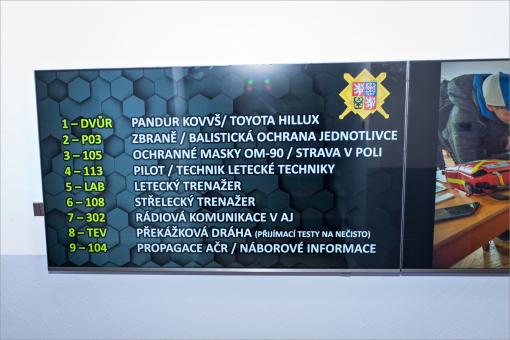 1 – DVŮR PANDUR KOVVŠ/ TOYOTA HILLUX
2 – P03 ZBRANĚ / BALISTICKÁ OCHRANA JEDNOTLIVCE
3 – 105 OCHRANNÉ MASKY OM-90 / STRAVA V POLI
4 – 113 PILOT / TECHNIK LETECKÉ TECHNIKY
5 – LAB LETECKÝ TRENAŽER
6 – 108 STŘELECKÝ TRENAŽER
7 – 302 RÁDIOVÁ KOMUNIKACE V AJ
8 – TEV PŘEKÁŽKOVÁ DRÁHA (PŘIJÍMACÍ TESTY NA NEČISTO)
9 – 104 PROPAGACE AČR / NÁBOROVÉ INFORMACE